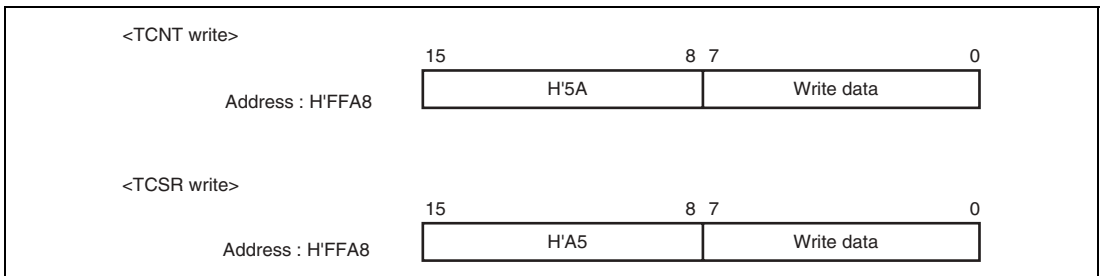 <TCNT write>
15 8 7 0
Address : H'FFA8 H'5A Write data
<TCSR write>
15 8 7 0
Address : H'FFA8 H'A5 Write data